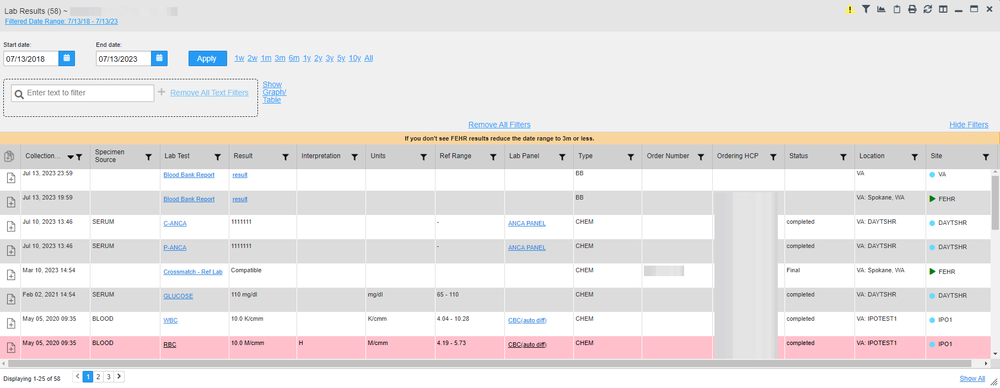 Lab Results (58) ~
Filtered Date Range: 7/13/18 - 7/13/23
Start date: End date:
07/13/2018 07/13/2023 Apply 1w 2w 1m 3m 6m 1y 2y 3y 5y 10y All
Enter text to filter + Remove All Text Filters
Show
Graph/
Table
Remove All Filters Hide Filters
If you don't see FEHR results reduce the date range to 3m or less.
Collection... Specimen Source Lab Test Result Interpretation Units Ref Range Lab Panel Type Order Number Ordering HCP Status Location Site
Jul 13, 2023 23:59 Blood Bank Report result BB VA VA
Jul 13, 2023 19:59 Blood Bank Report result BB VA: Spokane, WA FEHR
Jul 10, 2023 13:46 SERUM C-ANCA 1111111 - ANCA PANEL CHEM completed VA: DAYTSHR DAYTSHR
Jul 10, 2023 13:46 SERUM P-ANCA 1111111 - ANCA PANEL CHEM completed VA: DAYTSHR DAYTSHR
Mar 10, 2023 14:54 Crossmatch - Ref Lab Compatible CHEM Final VA: Spokane, WA FEHR
Feb 02, 2021 14:54 SERUM GLUCOSE 110 mg/dl mg/dl 65 - 110 CHEM completed VA: DAYTSHR DAYTSHR
May 05, 2020 09:35 BLOOD WBC 10.0 K/cmm K/cmm 4.04 - 10.28 CBC(auto diff) CHEM completed VA: IPOTEST1 IPO1
May 05, 2020 09:35 BLOOD RBC 10.0 M/cmm H M/cmm 4.19 - 5.73 CBC(auto diff) CHEM completed VA: IPOTEST1 IPO1
Displaying 1-25 of 58 < 1 2 3 > Show All